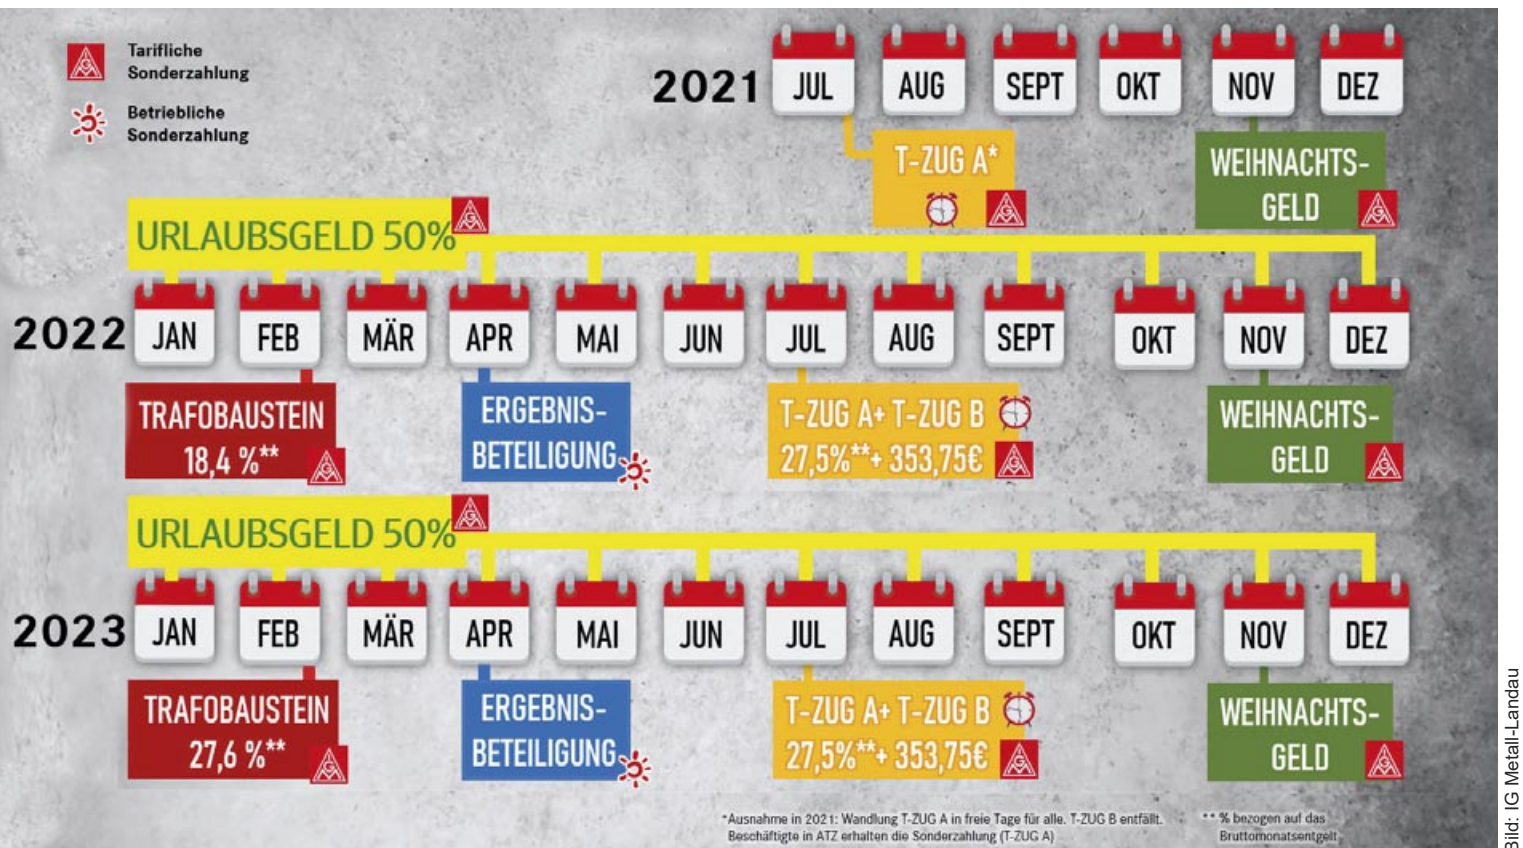 Tarifliche
Sonderzahlung
Betriebliche
Sonderzahlung
2021
JUL AUG SEPT OKT NOV DEZ
T-ZUG A*
WEIHNACHTS-
GELD
URLAUBSGELD 50%
2022
JAN FEB MÄR APR MAI JUN JUL AUG SEPT OKT NOV DEZ
TRAFOBAUSTEIN
18,4 %**
ERGEBNIS-
BETEILIGUNG
T-ZUG A+ T-ZUG B
27,5%**+ 353,75€
WEIHNACHTS-
GELD
URLAUBSGELD 50%
2023
JAN FEB MÄR APR MAI JUN JUL AUG SEPT OKT NOV DEZ
TRAFOBAUSTEIN
27,6 %**
ERGEBNIS-
BETEILIGUNG
T-ZUG A+ T-ZUG B
27,5%**+ 353,75€
WEIHNACHTS-
GELD
*Ausnahme in 2021: Wandlung T-ZUG A in freie Tage für alle. T-ZUG B entfällt.
Beschäftigte in ATZ erhalten die Sonderzahlung (T-ZUG A)
** % bezogen auf das
Bruttomonatsentgelt
Bild: IG Metall-Landau